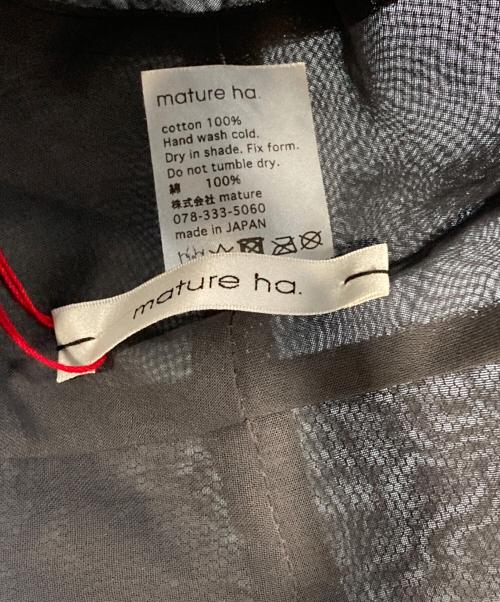 mature ha.
cotton 100%
Hand wash cold.
Dry in shade. Fix form.
Do not tumble dry.
綿 100%
株式会社 mature
078-333-5060
made in JAPAN
mature ha.